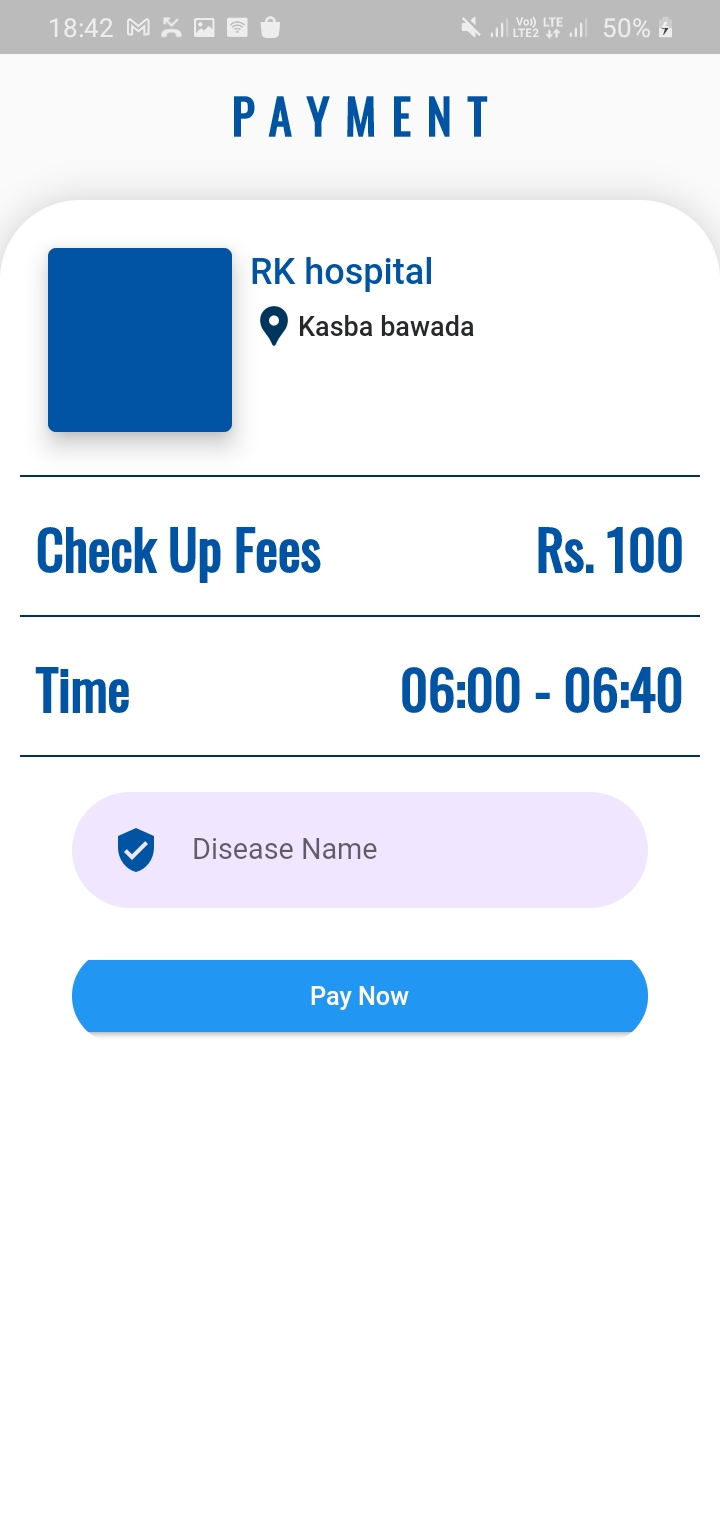 18:42 Vo)) LTE LTE2 50%
PAYMENT
RK hospital
Kasba bawada
Check Up Fees Rs. 100
Time 06:00 - 06:40
Disease Name
Pay Now